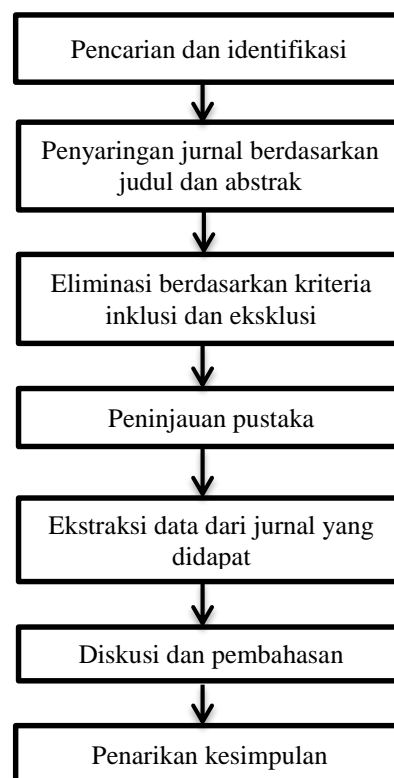 Pencarian dan identifikasi
Penyaringan jurnal berdasarkan
judul dan abstrak
Eliminasi berdasarkan kriteria
inklusi dan eksklusi
Peninjauan pustaka
Ekstraksi data dari jurnal yang
didapat
Diskusi dan pembahasan
Penarikan kesimpulan